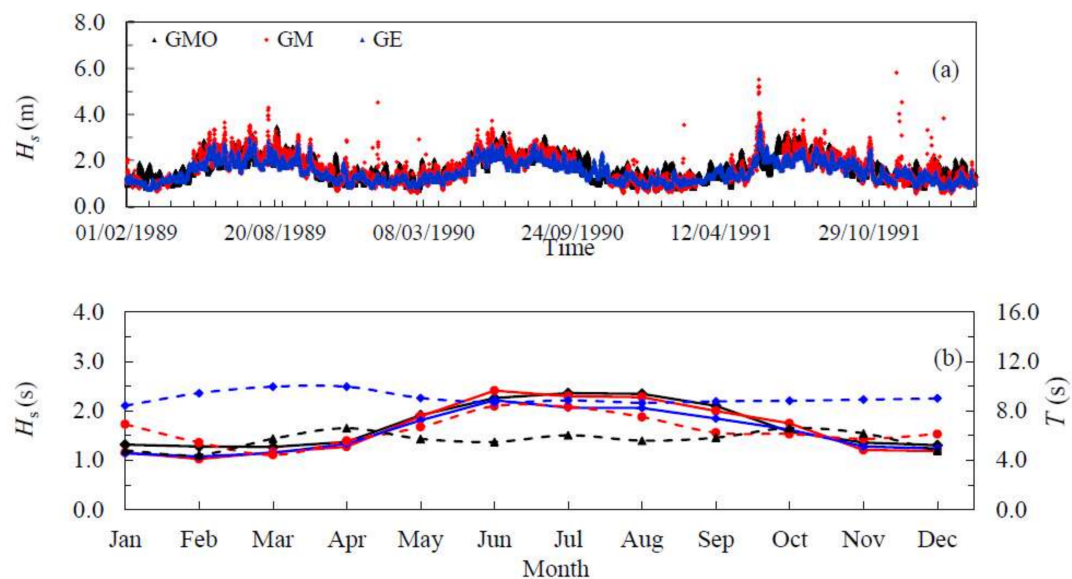 8.0
GMO GM GE
(a)
6.0
H_s (m)
4.0
2.0
0.0
01/02/1989 20/08/1989 08/03/1990 24/09/1990 12/04/1991 29/10/1991
Time
4.0 16.0
(b)
3.0 12.0
H_s (s) 2.0 8.0 T (s)
1.0 4.0
0.0 0.0
Jan Feb Mar Apr May Jun Jul Aug Sep Oct Nov Dec
Month